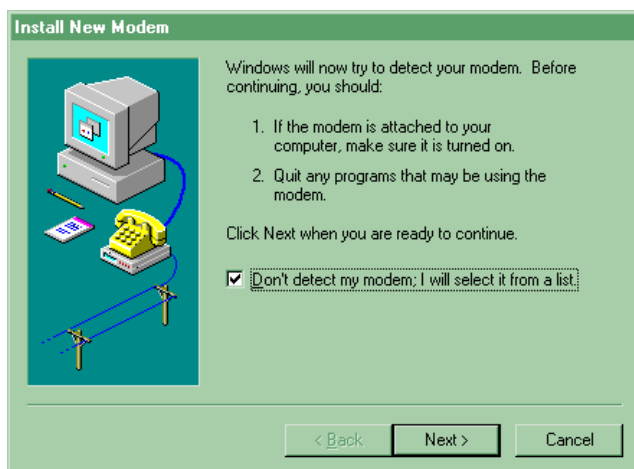 Install New Modem
Windows will now try to detect your modem. Before
continuing, you should:
1. If the modem is attached to your
computer, make sure it is turned on.
2. Quit any programs that may be using the
modem.
Click Next when you are ready to continue.
Don't detect my modem; I will select it from a list.
< Back
Next >
Cancel